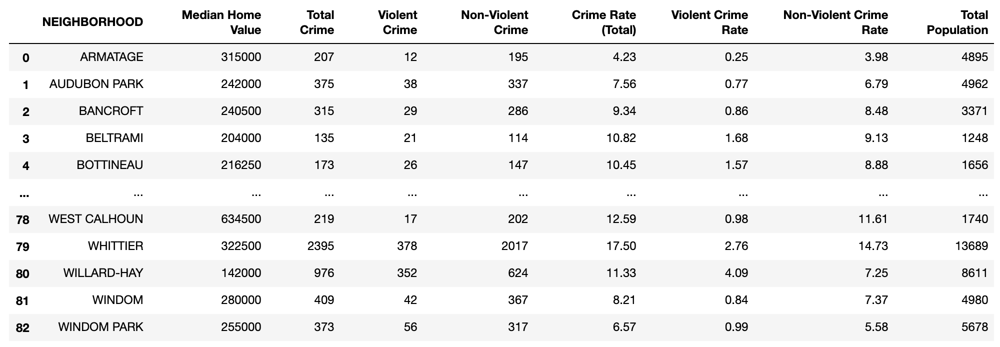 NEIGHBORHOOD Median Home Value Total Crime Violent Crime Non-Violent Crime Crime Rate (Total) Violent Crime Rate Non-Violent Crime Rate Total Population
0 ARMATAGE 315000 207 12 195 4.23 0.25 3.98 4895
1 AUDUBON PARK 242000 375 38 337 7.56 0.77 6.79 4962
2 BANCROFT 240500 315 29 286 9.34 0.86 8.48 3371
3 BELTRAMI 204000 135 21 114 10.82 1.68 9.13 1248
4 BOTTINEAU 216250 173 26 147 10.45 1.57 8.88 1656
... ... ... ... ... ... ... ... ... ...
78 WEST CALHOUN 634500 219 17 202 12.59 0.98 11.61 1740
79 WHITTIER 322500 2395 378 2017 17.50 2.76 14.73 13689
80 WILLARD-HAY 142000 976 352 624 11.33 4.09 7.25 8611
81 WINDOM 280000 409 42 367 8.21 0.84 7.37 4980
82 WINDOM PARK 255000 373 56 317 6.57 0.99 5.58 5678